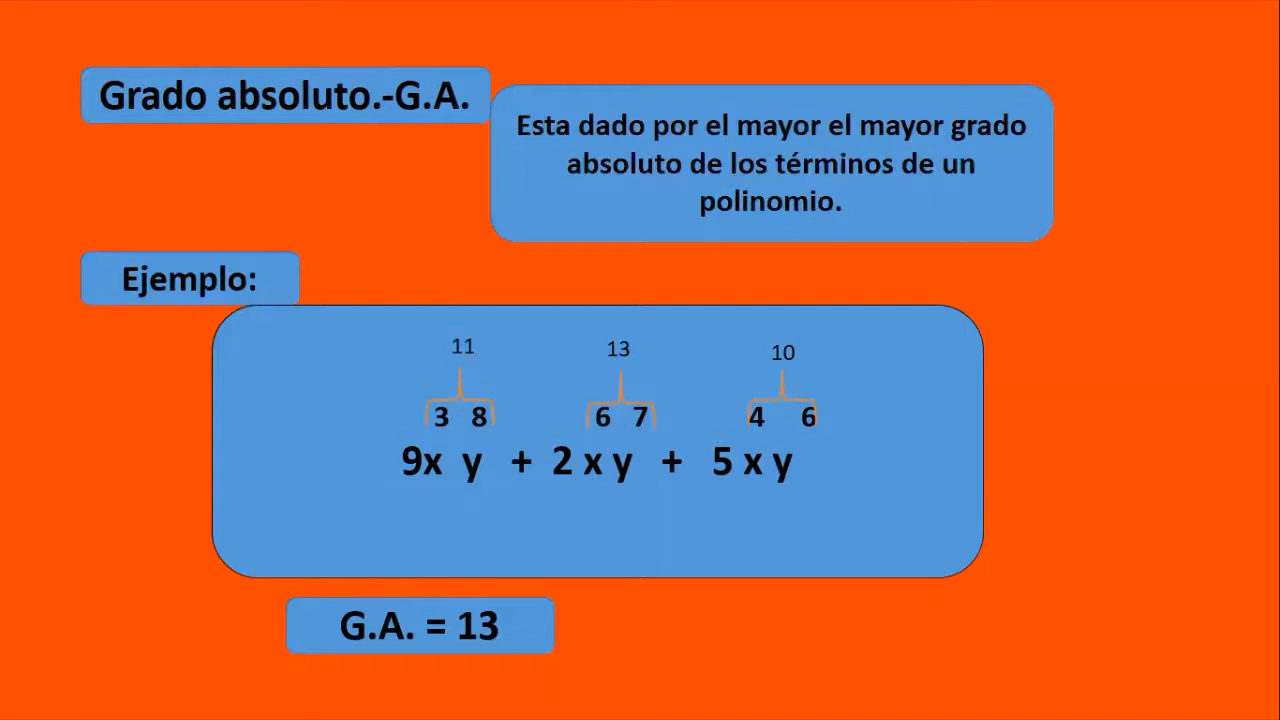 Grado absoluto.-G.A.
Esta dado por el mayor el mayor grado
absoluto de los términos de un
polinomio.
Ejemplo:
11 13 10
3 8 6 7 4 6
9x y + 2 x y + 5 x y
G.A. = 13